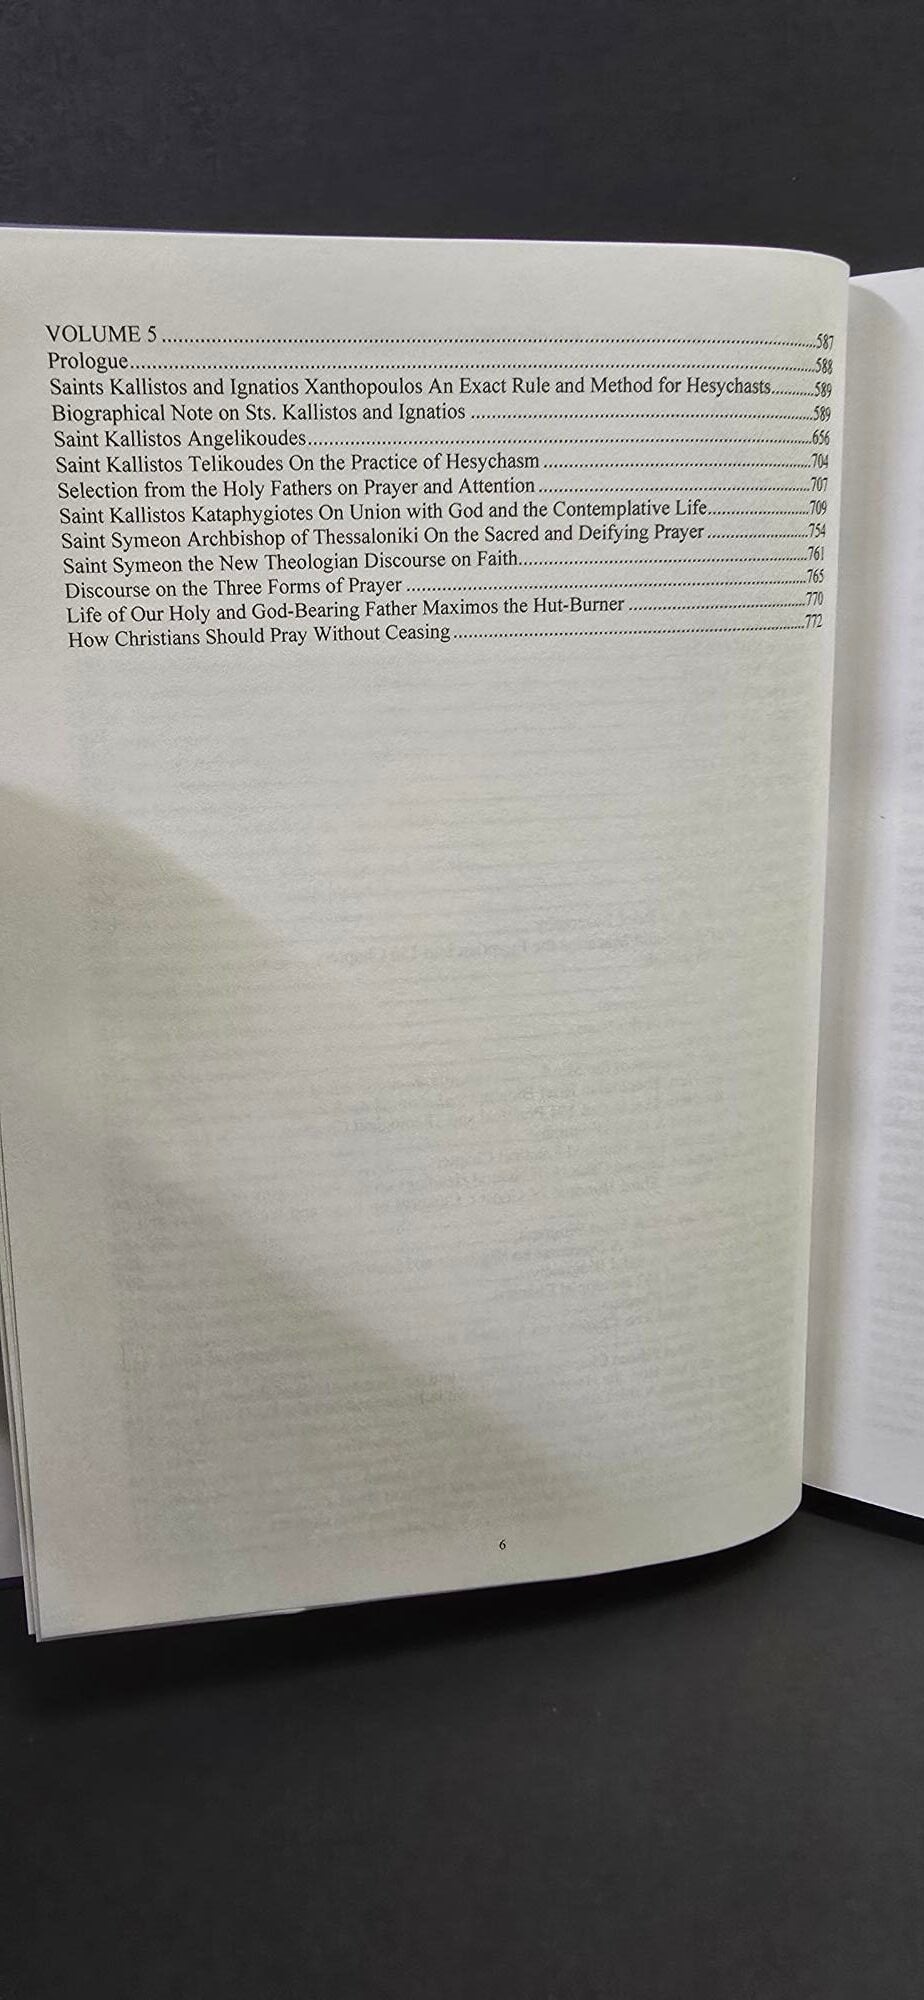 VOLUME 5 ........ 587
Prologue ........ 588
Saints Kallistos and Ignatios Xanthopoulos An Exact Rule and Method for Hesychasts ........ 589
Biographical Note on Sts. Kallistos and Ignatios ........ 589
Saint Kallistos Angelikoudes ........ 656
Saint Kallistos Telikoudes On the Practice of Hesychasm ........ 704
Selection from the Holy Fathers on Prayer and Attention ........ 707
Saint Kallistos Kataphygiotes On Union with God and the Contemplative Life ........ 709
Saint Symeon Archbishop of Thessaloniki On the Sacred and Deifying Prayer ........ 754
Saint Symeon the New Theologian Discourse on Faith ........ 761
Discourse on the Three Forms of Prayer ........ 765
Life of Our Holy and God-Bearing Father Maximos the Hut-Burner ........ 770
How Christians Should Pray Without Ceasing ........ 772
6